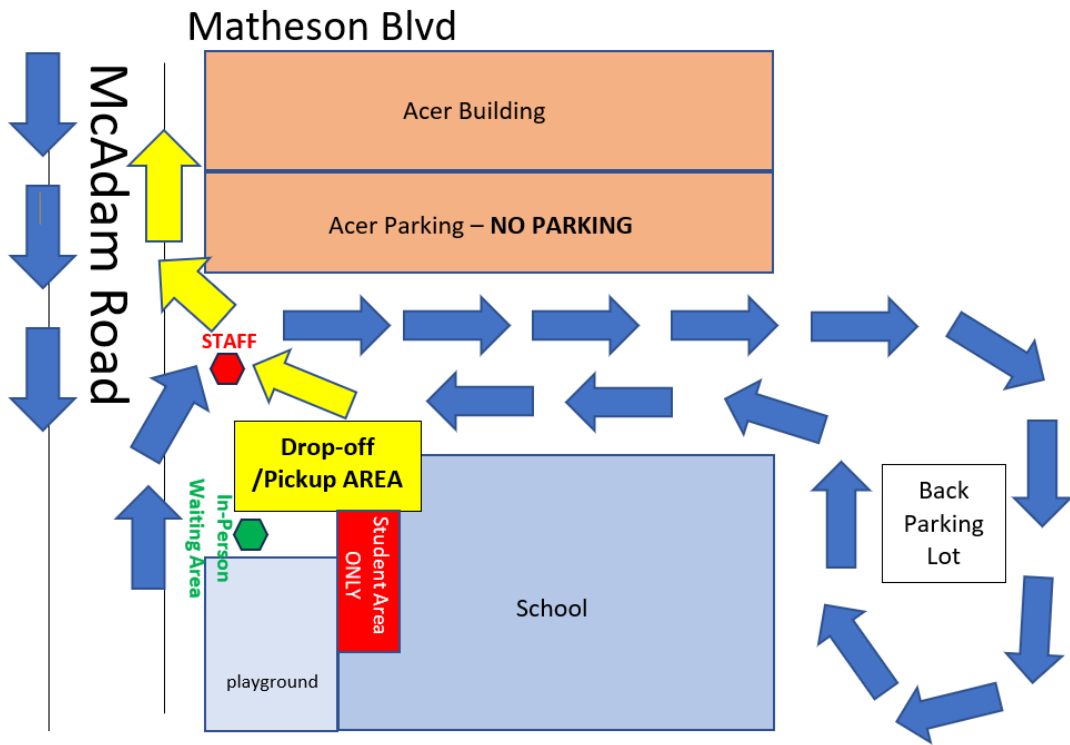 Matheson Blvd
McAdam Road
Acer Building
Acer Parking – NO PARKING
STAFF
Drop-off
/Pickup AREA
In-Person
Waiting Area
Student Area
ONLY
School
playground
Back
Parking
Lot